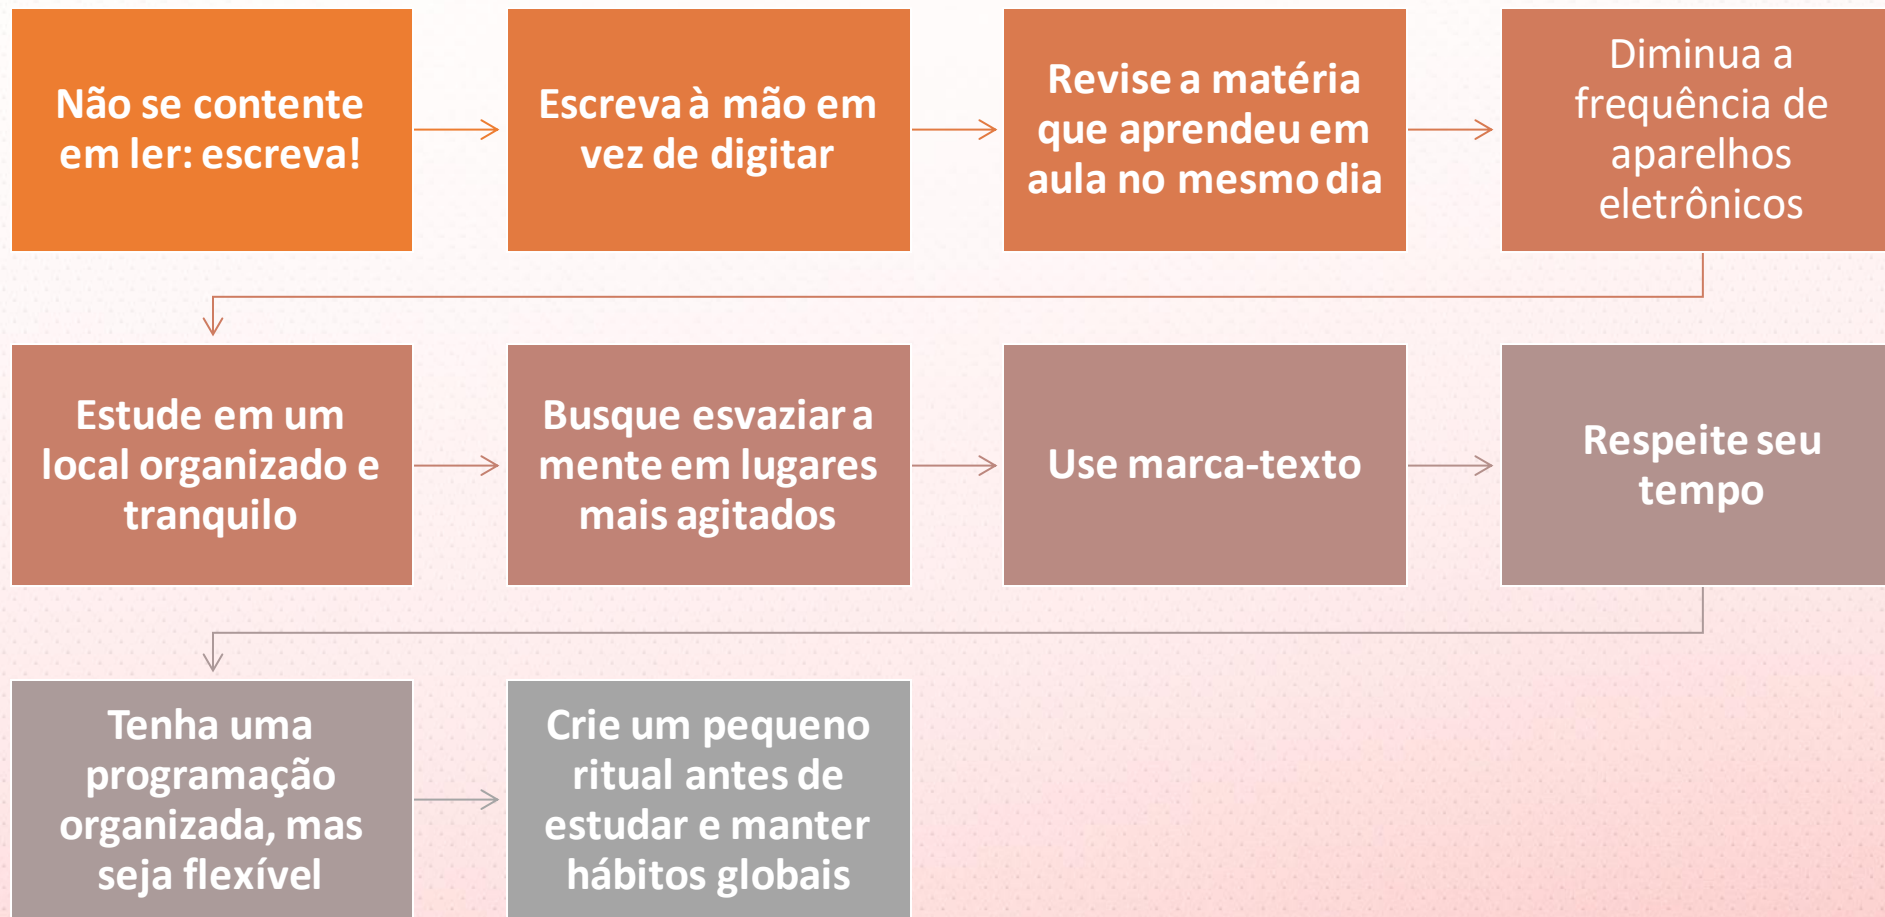 Não se contente
em ler: escreva!
Escreva à mão em
vez de digitar
Revise a matéria
que aprendeu em
aula no mesmo dia
Diminua a
frequência de
aparelhos
eletrônicos
Estude em um
local organizado e
tranquilo
Busque esvaziar a
mente em lugares
mais agitados
Use marca-texto
Respeite seu
tempo
Tenha uma
programação
organizada, mas
seja flexível
Crie um pequeno
ritual antes de
estudar e manter
hábitos globais